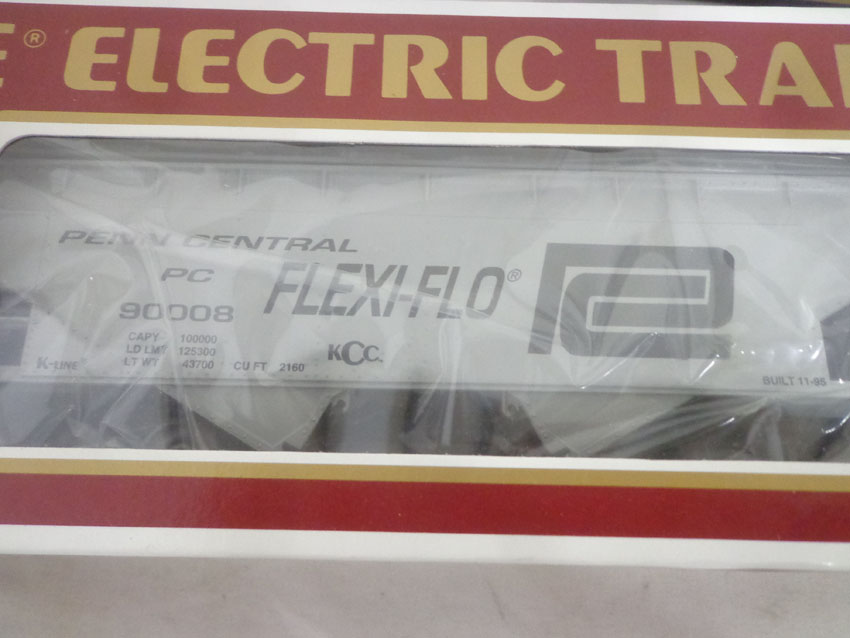 E® ELECTRIC TRA
PENN CENTRAL
PC
90008
FLEXI-FLO®
CAPY 100000
LD LMT 125300
LT WT 43700 CU FT 2160
K-LINE®
KCC.
BUILT 11-95